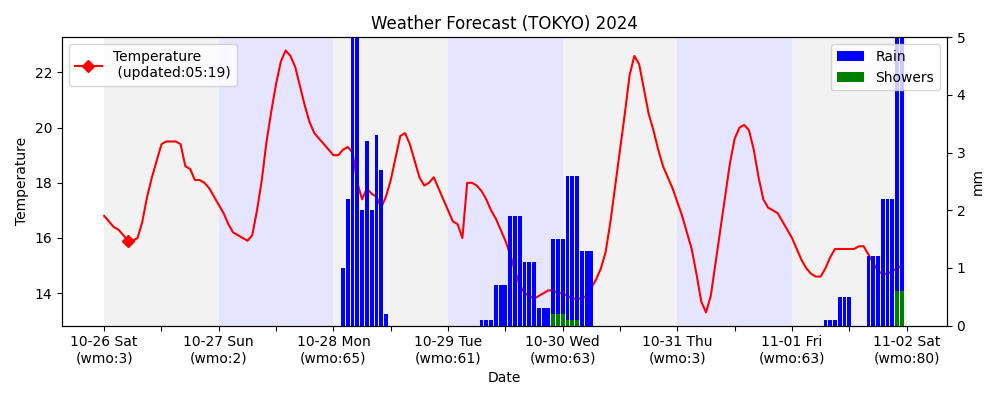 Weather Forecast (TOKYO) 2024
Temperature
(updated:05:19)
Rain
Showers
Temperature
22
20
18
16
14
5
4
3
2
1
0
mm
10-26 Sat
(wmo:3)
10-27 Sun
(wmo:2)
10-28 Mon
(wmo:65)
10-29 Tue
(wmo:61)
10-30 Wed
(wmo:63)
10-31 Thu
(wmo:3)
11-01 Fri
(wmo:63)
11-02 Sat
(wmo:80)
Date